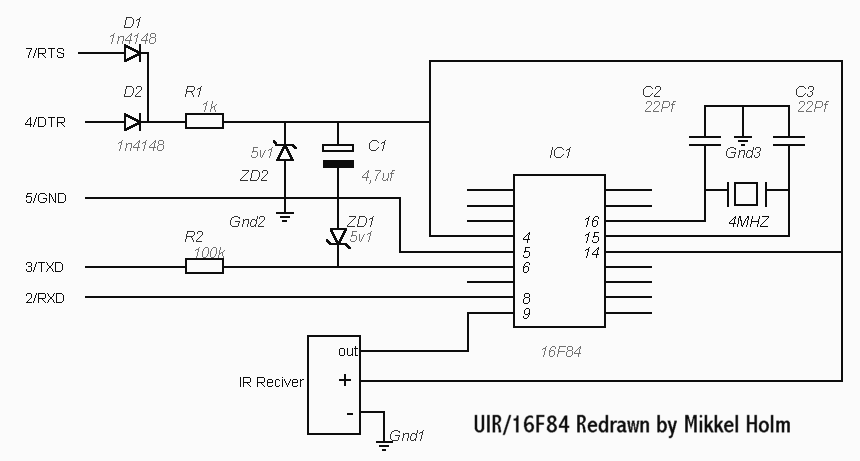 D1
1n4148
7/RTS
D2
R1
C2
C3
1k
22Pf
22Pf
4/DTR
1n4148
5v1
C1
IC1
Gnd3
ZD2
4,7uf
5/GND
Gnd2
ZD1
16
4MHZ
R2
5v1
4
15
100k
5
14
3/TXD
6
2/RXD
8
9
out
16F84
IR Reciver
+
-
Gnd1
UIR/16F84 Redrawn by Mikkel Holm